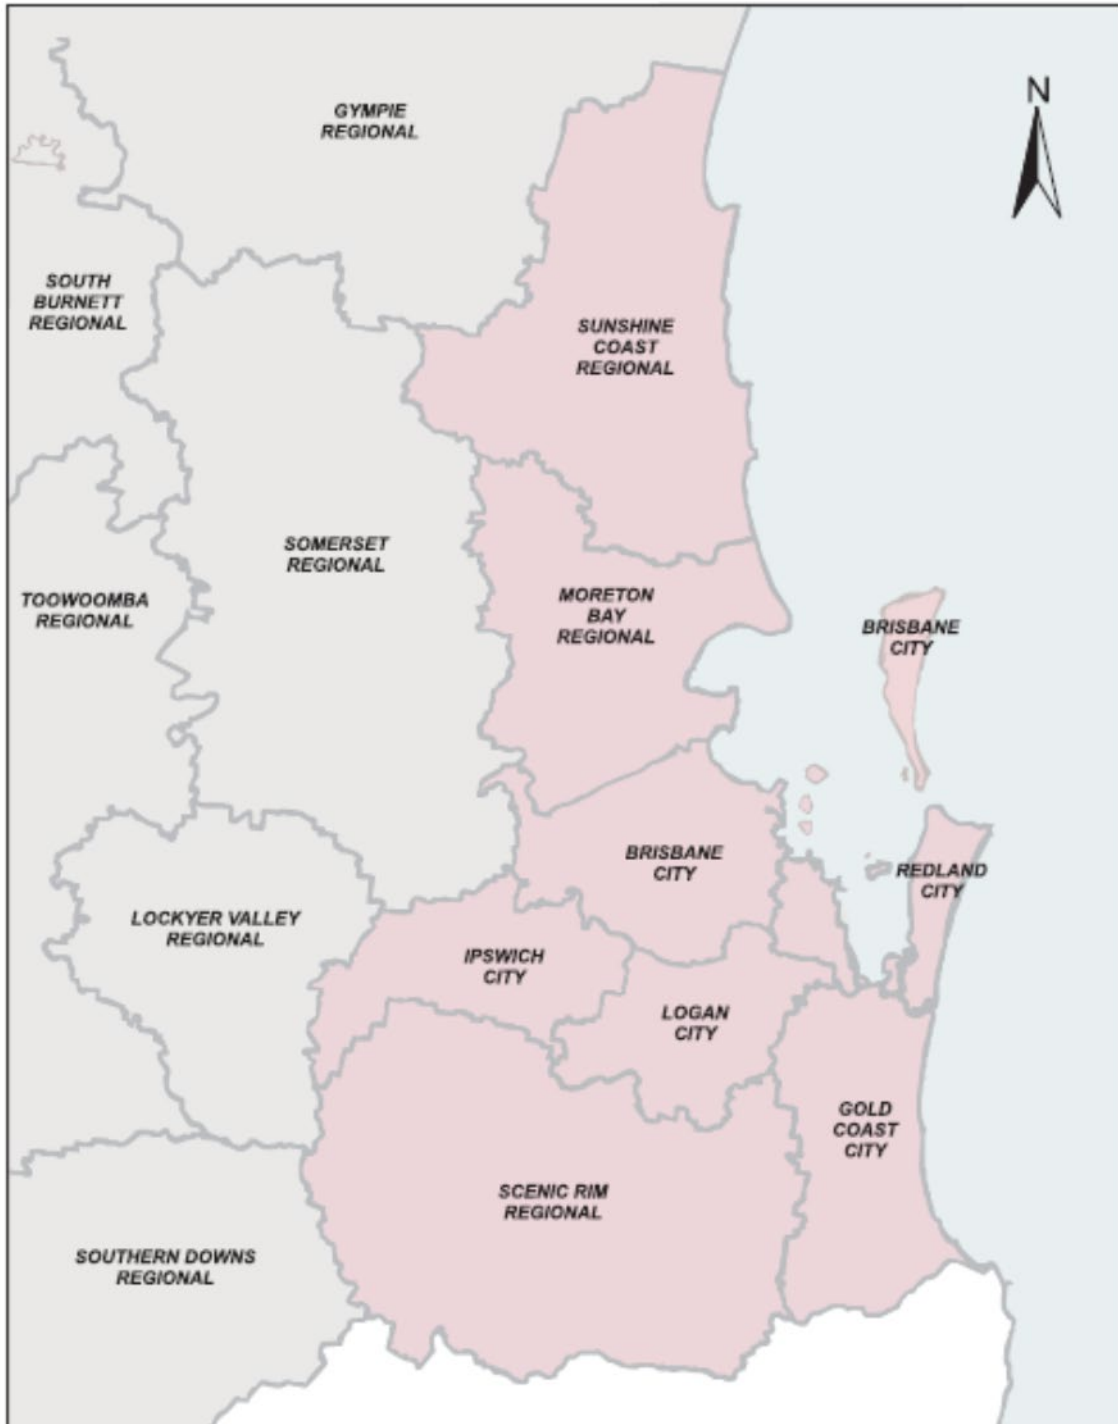 N
GYMPIE
REGIONAL
SOUTH
BURNETT
REGIONAL
SUNSHINE
COAST
REGIONAL
SOMERSET
REGIONAL
TOOWOOMBA
REGIONAL
MORETON
BAY
REGIONAL
BRISBANE
CITY
BRISBANE
CITY
REDLAND
CITY
LOCKYER VALLEY
REGIONAL
IPSWICH
CITY
LOGAN
CITY
GOLD
COAST
CITY
SCENIC RIM
REGIONAL
SOUTHERN DOWNS
REGIONAL